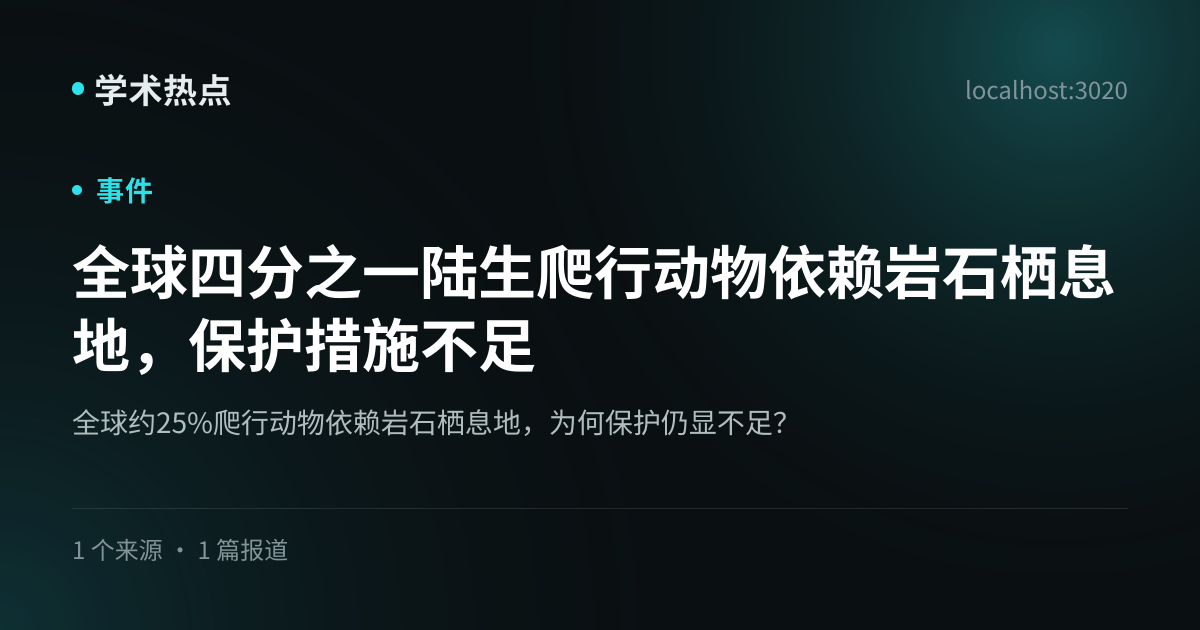 学术热点
localhost:3020
事件
全球四分之一陆生爬行动物依赖岩石栖息
地，保护措施不足
全球约25%爬行动物依赖岩石栖息地，为何保护仍显不足？
1 个来源 · 1 篇报道